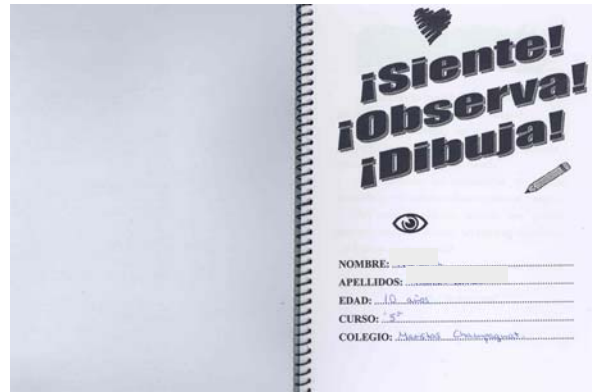 ¡Siente!
¡Observa!
¡Dibuja!
NOMBRE:
APELLIDOS:
EDAD: 10 años
CURSO: 5º
COLEGIO: Maristas Champagnat.